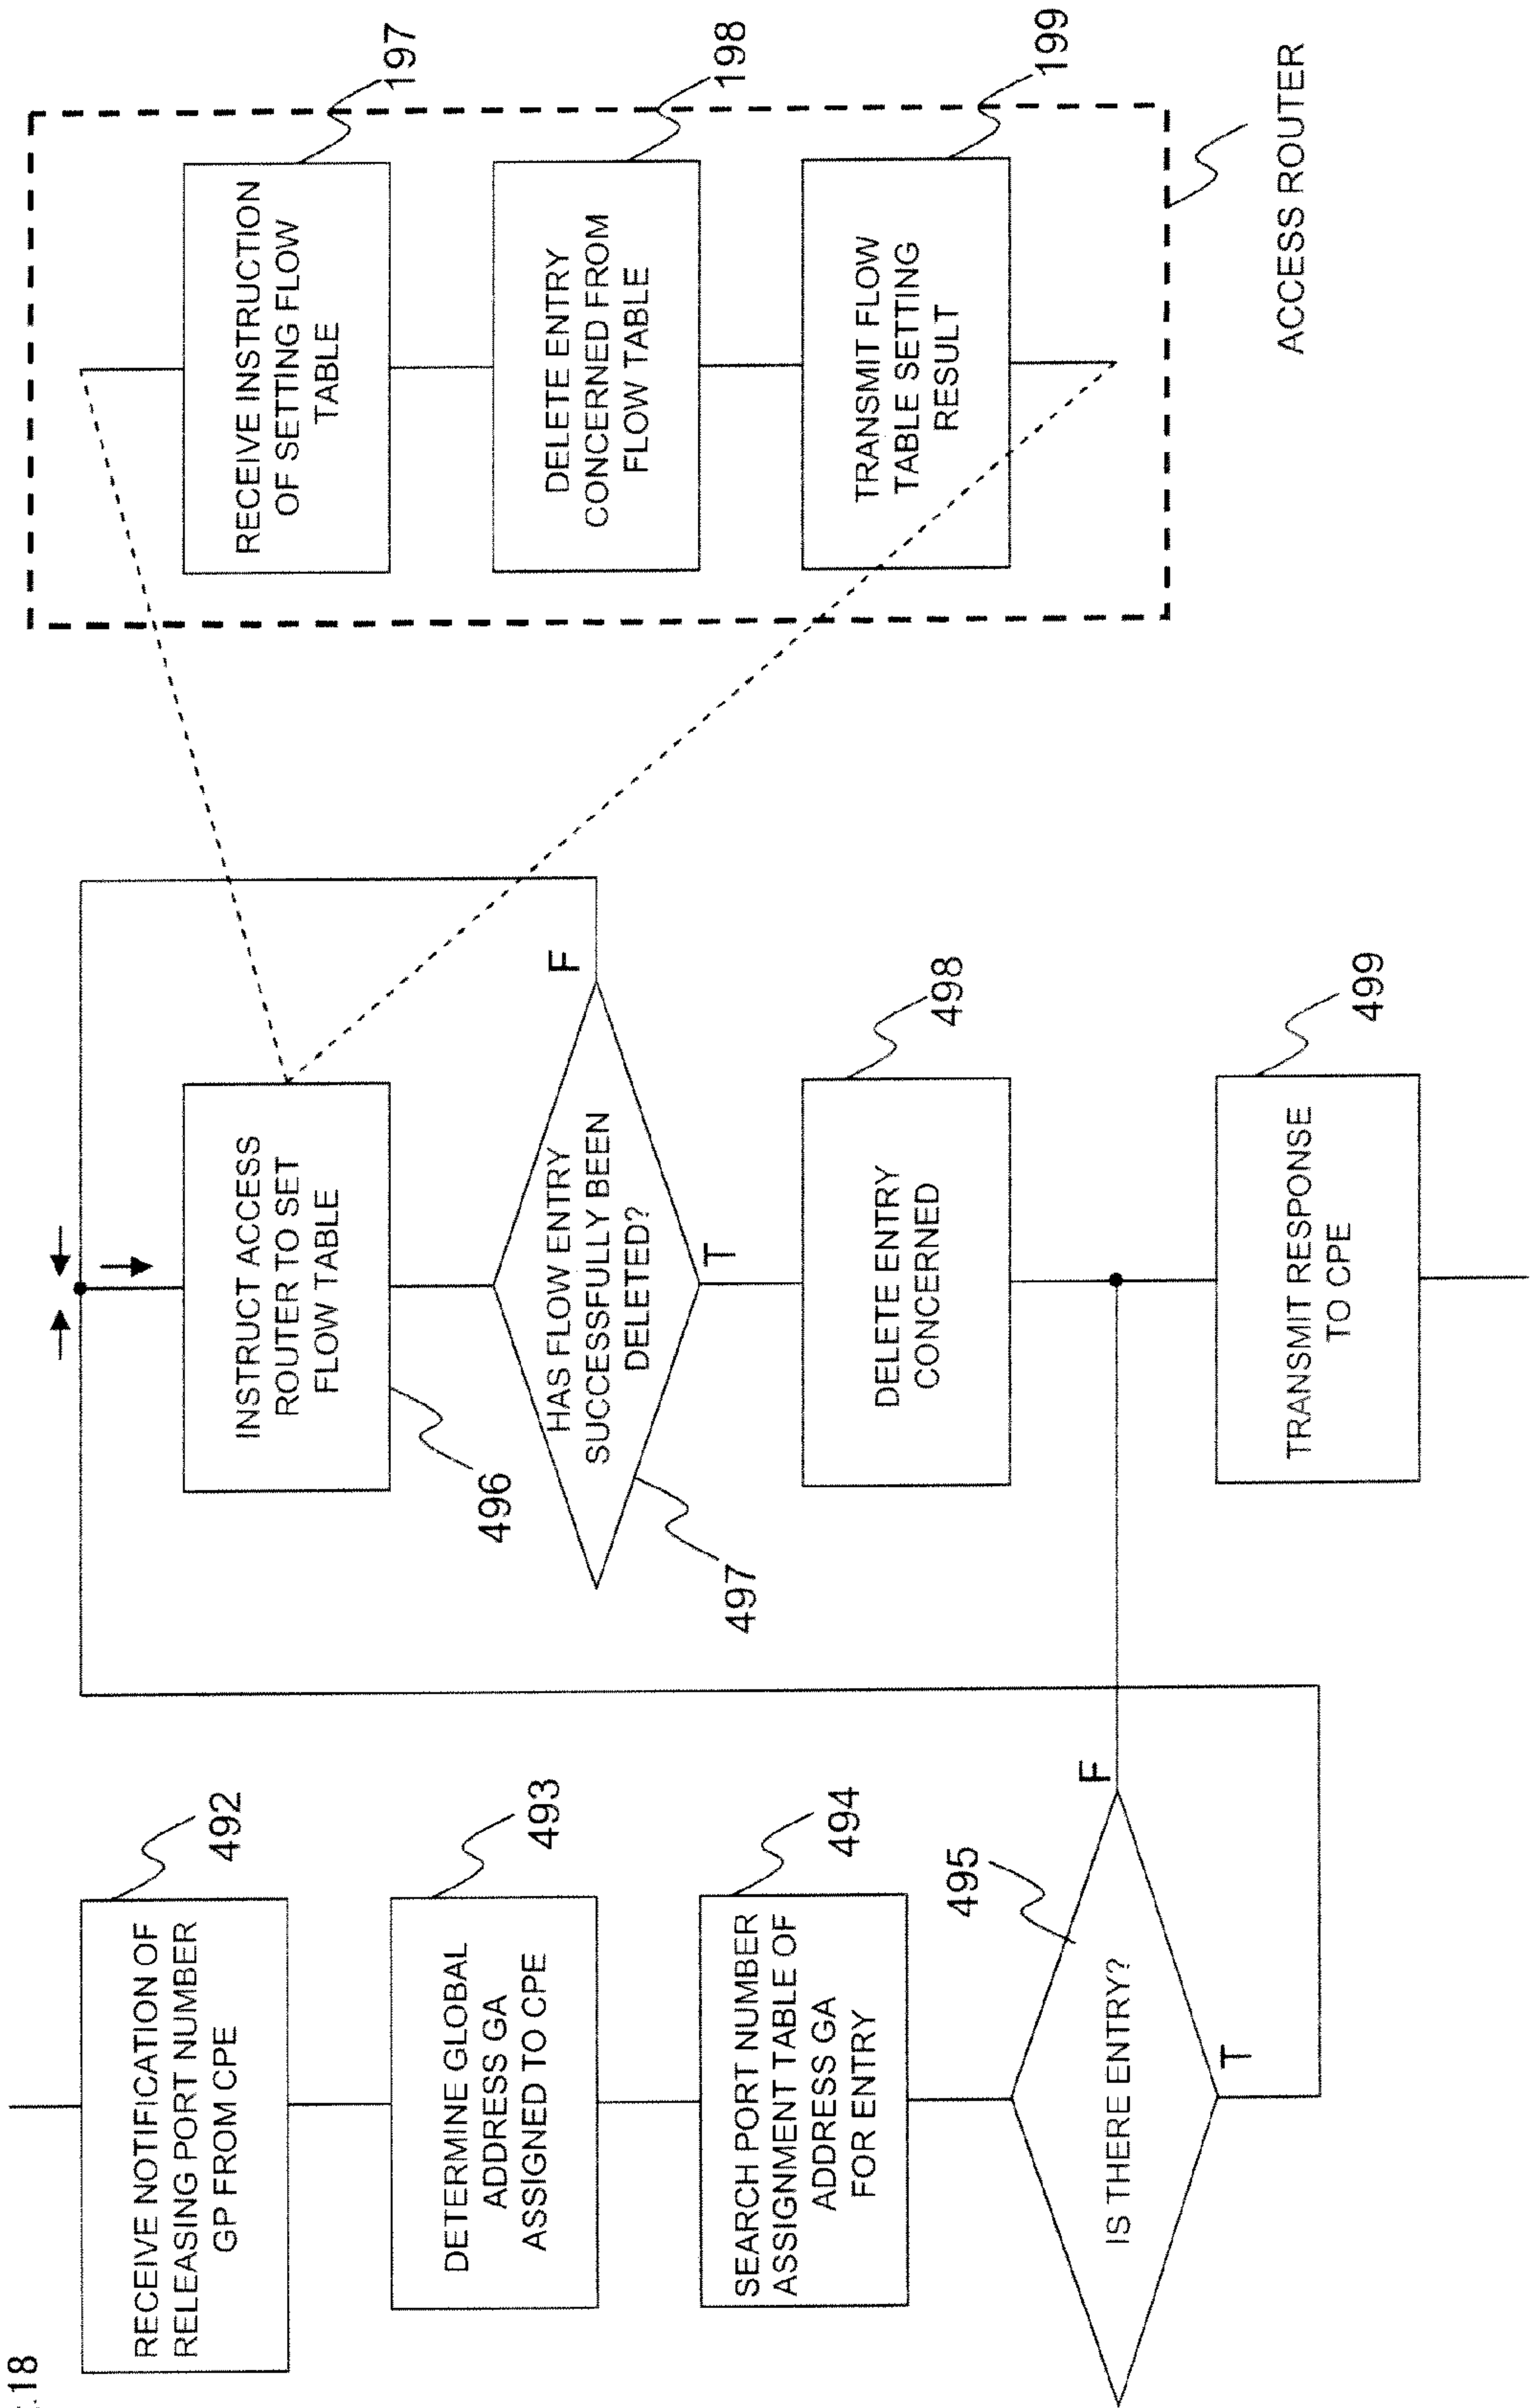 18
RECEIVE NOTIFICATION OF
RELEASING PORT NUMBER
GP FROM CPE
492
DETERMINE GLOBAL
ADDRESS GA
ASSIGNED TO CPE
493
SEARCH PORT NUMBER
ASSIGNMENT TABLE OF
ADDRESS GA
FOR ENTRY
494
IS THERE ENTRY?
495
F
T
INSTRUCT ACCESS
ROUTER TO SET
FLOW TABLE
496
HAS FLOW ENTRY
SUCCESSFULLY BEEN
DELETED?
497
F
T
DELETE ENTRY
CONCERNED
498
TRANSMIT RESPONSE
TO CPE
499
RECEIVE INSTRUCTION
OF SETTING FLOW
TABLE
197
DELETE ENTRY
CONCERNED FROM
FLOW TABLE
198
TRANSMIT FLOW
TABLE SETTING
RESULT
199
ACCESS ROUTER